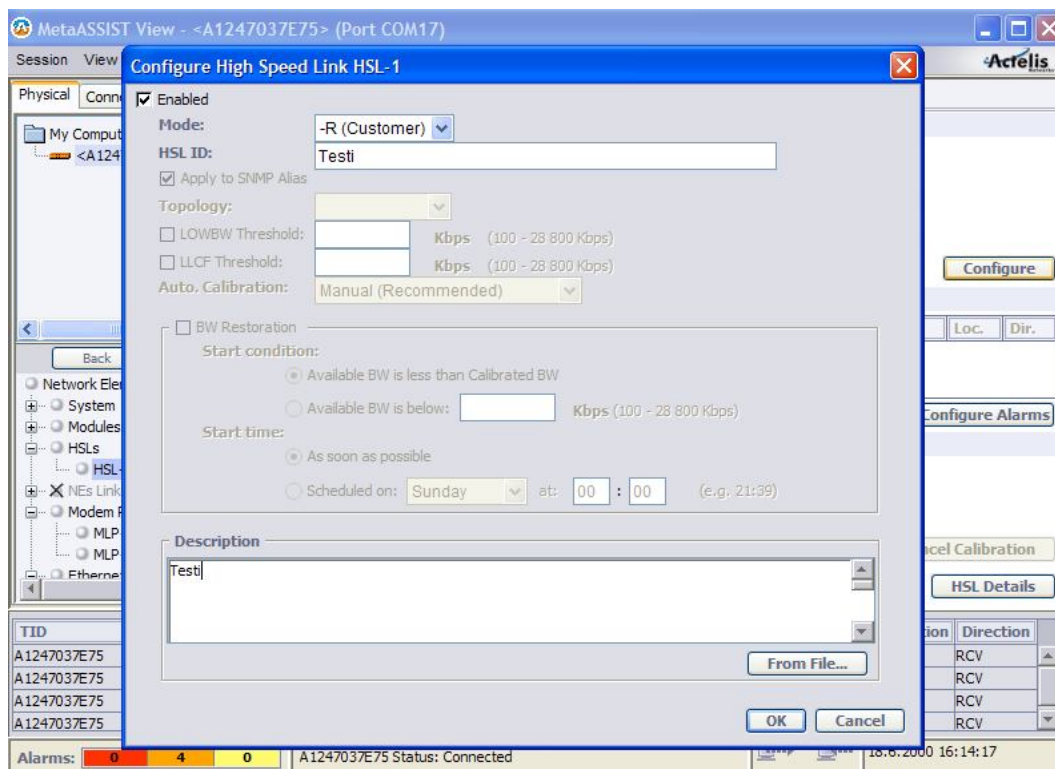 MetaASSIST View - <A1247037E75> (Port COM17)
Session View
Actelis
Physical
My Comput
<A124
Configure High Speed Link HSL-1
Enabled
Mode: -R (Customer)
HSL ID: Testi
Apply to SNMP Alias
Topology:
LOWBW Threshold: Kbps (100 - 28 800 Kbps)
LLCF Threshold: Kbps (100 - 28 800 Kbps)
Auto. Calibration: Manual (Recommended)
BW Restoration
Start condition:
Available BW is less than Calibrated BW
Available BW is below: Kbps (100 - 28 800 Kbps)
Start time:
As soon as possible
Scheduled on: Sunday at: 00 : 00 (e.g. 21:39)
Description
Testi
From File...
OK Cancel
Configure
Loc. Dir.
Configure Alarms
ncel Calibration
HSL Details
Back
Network Eler
System
Modules
HSLs
HSL-
NEs Link
Modem P
MLP-
MLP-
Etherne
TID tion Direction
A1247037E75 RCV
A1247037E75 RCV
A1247037E75 RCV
A1247037E75 RCV
Alarms: 0 4 0 A1247037E75 Status: Connected 18.6.2000 16:14:17